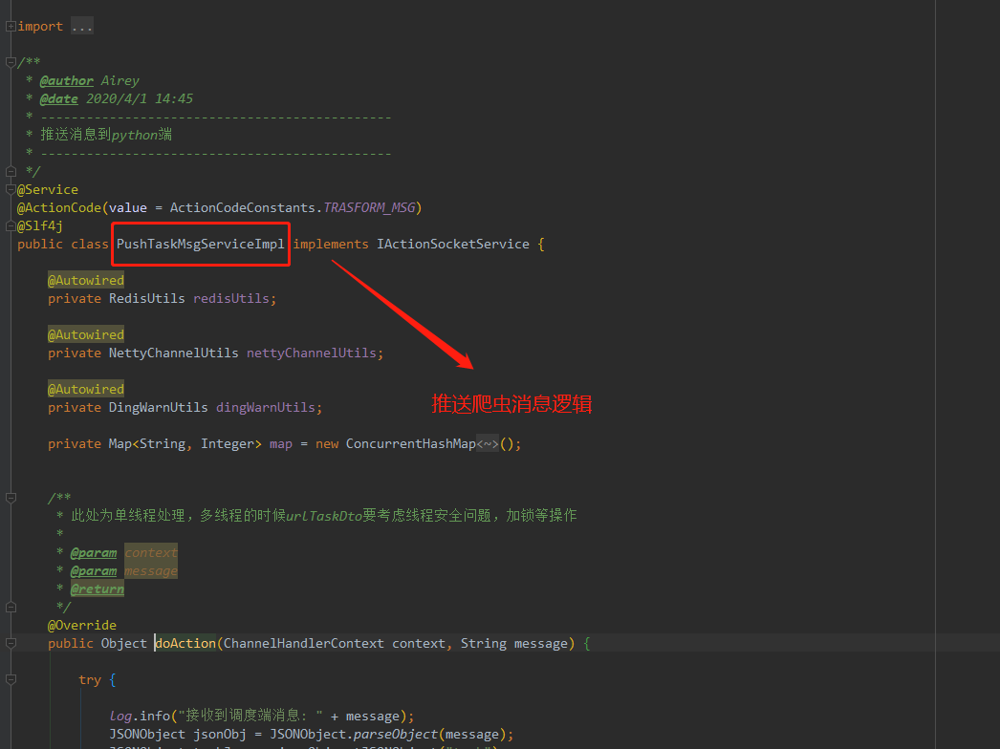 import ...
/**
* @author Airey
* @date 2020/4/1 14:45
* ----------------------------------------------
* 推送消息到python端
* ----------------------------------------------
*/
@Service
@ActionCode(value = ActionCodeConstants.TRASFORM_MSG)
@Slf4j
public class PushTaskMsgServiceImpl implements IActionSocketService {
@Autowired
private RedisUtils redisUtils;
@Autowired
private NettyChannelUtils nettyChannelUtils;
@Autowired
private DingWarnUtils dingWarnUtils;
推送爬虫消息逻辑
private Map<String, Integer> map = new ConcurrentHashMap<~>();
/**
* 此处为单线程处理，多线程的时候urlTaskDto要考虑线程安全问题，加锁等操作
*
* @param context
* @param message
* @return
*/
@Override
public Object doAction(ChannelHandlerContext context, String message) {
try {
log.info("接收到调度端消息: " + message);
JSONObject jsonObj = JSONObject.parseObject(message);